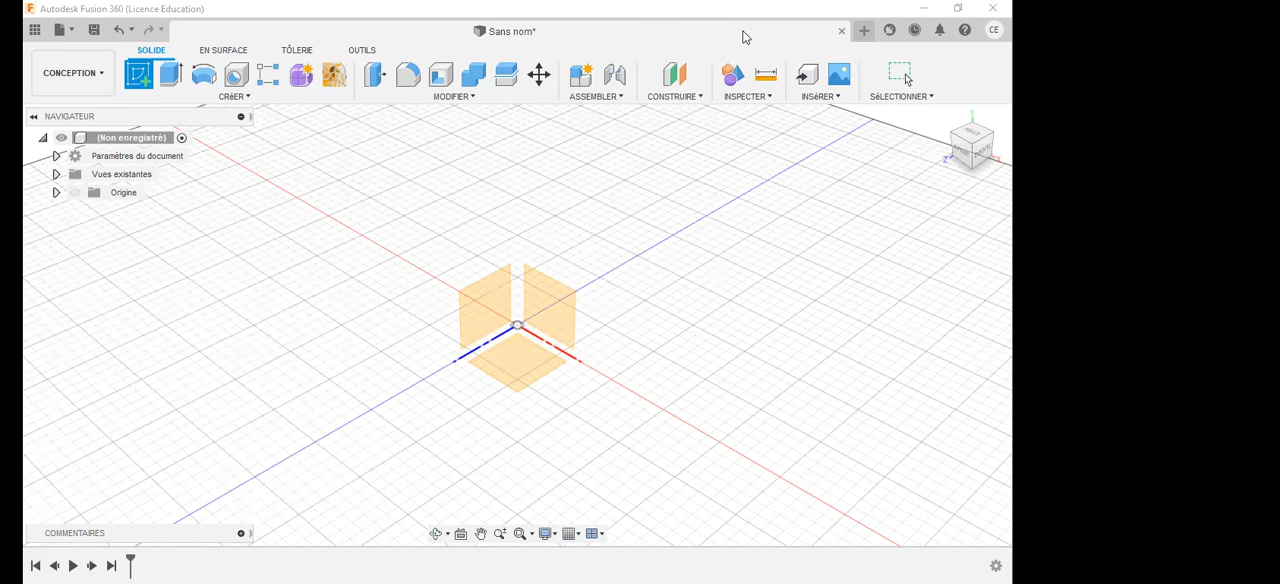 Autodesk Fusion 360 (Licence Education)
Sans nom*
CE
SOLIDE EN SURFACE TÔLERIE OUTILS
CONCEPTION
CRÉER MODIFIER ASSEMBLER CONSTRUIRE INSPECTER INSÉRER SÉLECTIONNER
NAVIGATEUR
(Non enregistré)
Paramètres du document
Vues existantes
Origine
HAUT
Z X
COMMENTAIRES